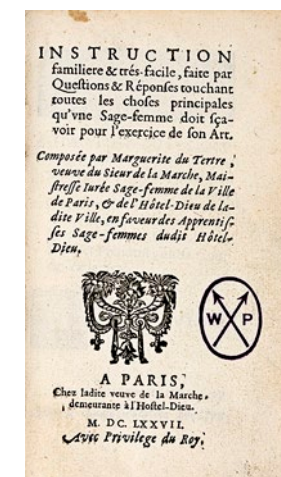 INSTRUCTION
familiere & trés-facile, faite par
Questions & Réponses touchant
toutes les choses principales
qu'vne Sage-femme doit sça-
voir pour l'exercice de son Art.
Composée par Marguerite du Tertre,
veuve du Sieur de la Marche, Mai-
stresse Iurée Sage-femme de la Ville
de Paris, & de l'Hôtel-Dieu de la-
dite Ville, en faveur des Apprentis-
ses Sage-femmes dudit Hôtel-
Dieu.
W P
A PARIS,
Chez ladite veuve de la Marche,
demeurante à l'Hostel-Dieu.
M. DC. LXXVII.
Avec Privilege du Roy.